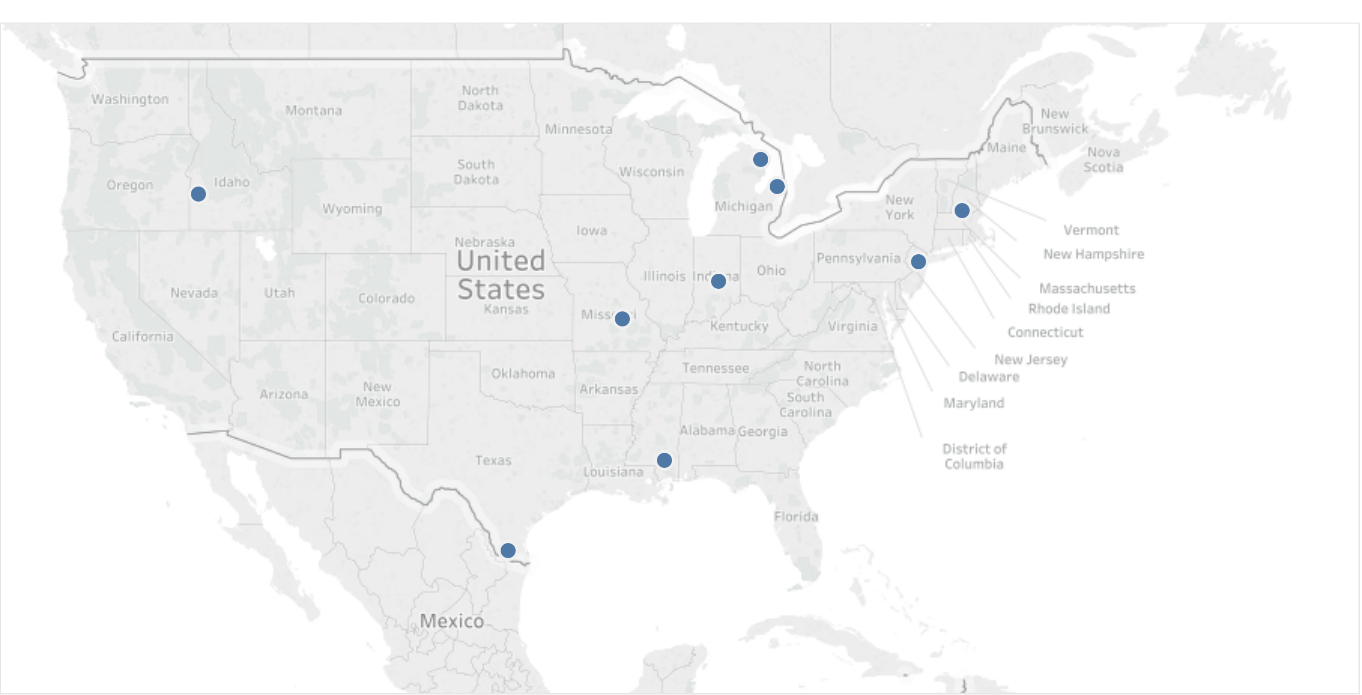 Washington
Montana
North
Dakota
Minnesota
New
Brunswick
Maine
Nova
Scotia
Oregon
Idaho
South
Dakota
Wisconsin
Wyoming
Michigan
New
York
Vermont
Iowa
Nebraska
New Hampshire
United
States
Pennsylvania
Illinois
Ohio
Massachusetts
Nevada
Utah
Colorado
Kansas
Rhode Island
Kentucky
Virginia
Connecticut
California
New Jersey
Tennessee
Oklahoma
North
Carolina
Delaware
Arizona
New
Mexico
Arkansas
South
Carolina
Maryland
Alabama
Georgia
District of
Columbia
Texas
Louisiana
Florida
Mexico